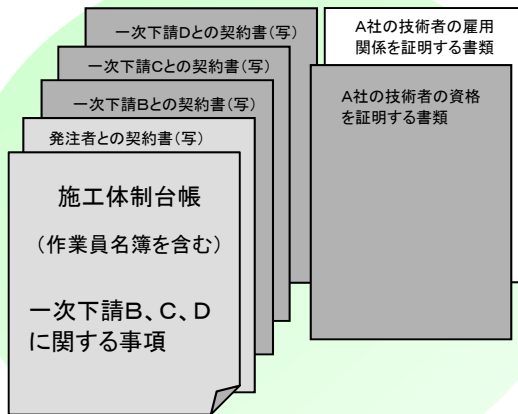 一次下請Dとの契約書(写)
一次下請Cとの契約書(写)
一次下請Bとの契約書(写)
発注者との契約書(写)
施工体制台帳
(作業員名簿を含む)
一次下請B、C、D
に関する事項
A社の技術者の雇用
関係を証明する書類
A社の技術者の資格
を証明する書類